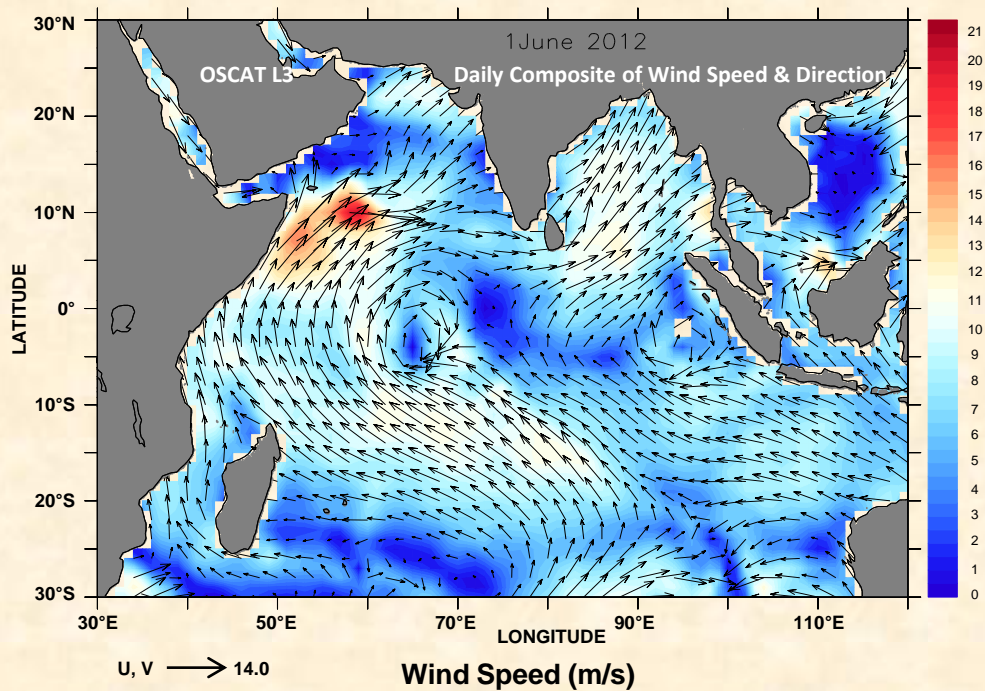 1June 2012
OSCAT L3 Daily Composite of Wind Speed & Direction
30°N
20°N
10°N
0°
10°S
20°S
30°S
LATITUDE
30°E 50°E 70°E 90°E 110°E
LONGITUDE
U, V 14.0
Wind Speed (m/s)
21
20
19
18
17
16
15
14
13
12
11
10
9
8
7
6
5
4
3
2
1
0